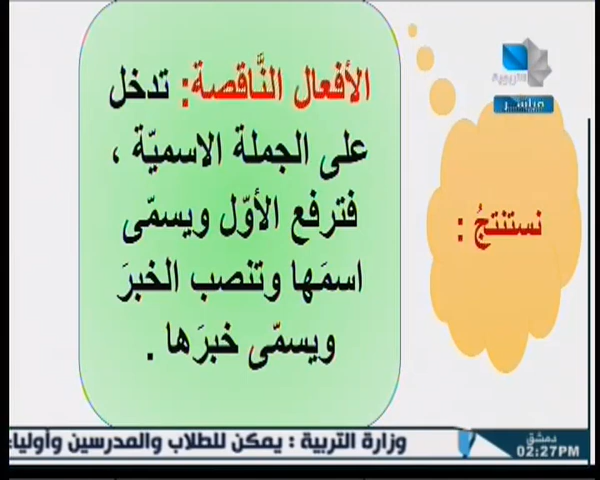 التربوية
مباشر
نستنتجُ :
الأفعال النَّاقصة: تدخل
على الجملة الاسميّة ،
فترفع الأوّل ويسمّى
اسمَها وتنصب الخبرَ
ويسمّى خبرَها .
وزارة التربية : يمكن للطلاب والمدرسين وأولياء
دمشق
02:27PM